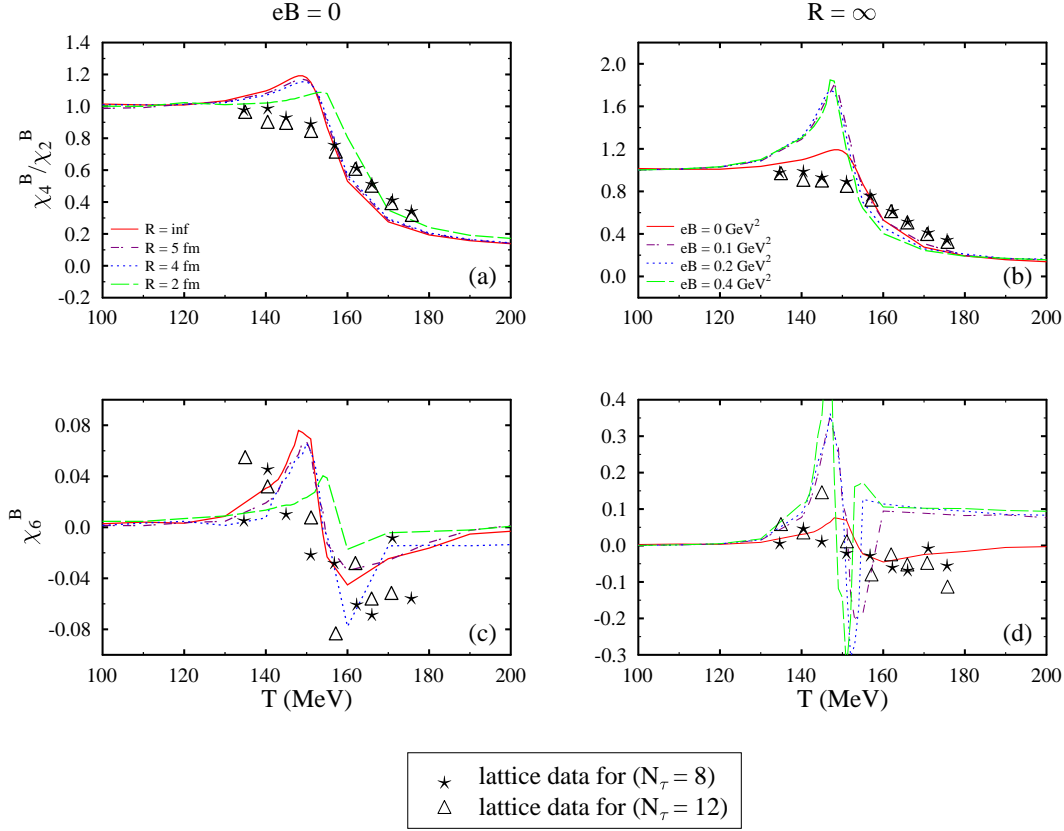 eB = 0
R = ∞
1.4
1.2
1.0
0.8
0.6
0.4
0.2
0.0
-0.2
χ₄ᴮ/χ₂ᴮ
R = inf
R = 5 fm
R = 4 fm
R = 2 fm
(a)
100 120 140 160 180 200
2.0
1.6
1.2
0.8
0.4
0.0
eB = 0 GeV²
eB = 0.1 GeV²
eB = 0.2 GeV²
eB = 0.4 GeV²
(b)
100 120 140 160 180 200
0.08
0.04
0.0
-0.04
-0.08
χ₆ᴮ
(c)
100 120 140 160 180 200
T (MeV)
0.4
0.3
0.2
0.1
0.0
-0.1
-0.2
-0.3
(d)
100 120 140 160 180 200
T (MeV)
lattice data for (N_τ = 8)
lattice data for (N_τ = 12)